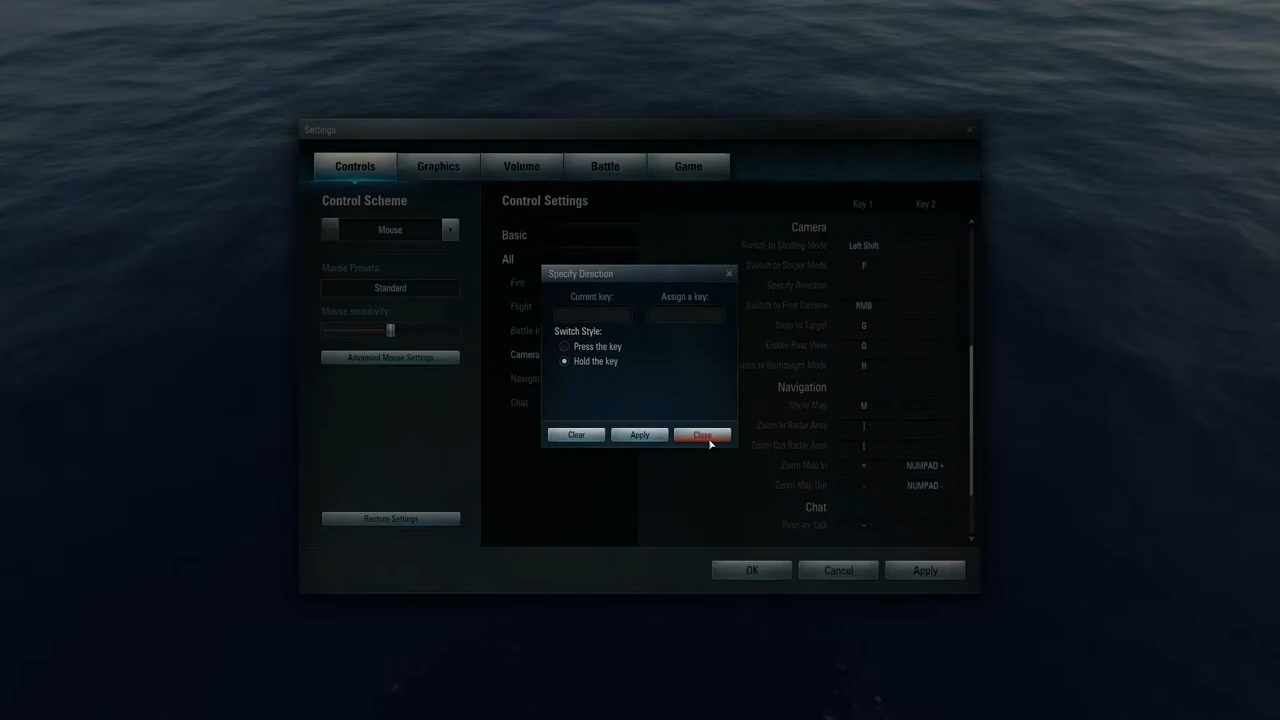 Settings
Controls
Graphics
Volume
Battle
Game
Control Scheme
Mouse
Mouse Presets:
Standard
Mouse sensitivity:
Advanced Mouse Settings
Restore Settings
Control Settings
Key 1
Key 2
Basic
All
Fire
Flight
Battle
Camera
Chat
Camera
Switch to Strafing Mode
Left Shift
Switch to Sniper Mode
F
Specify Direction
Switch to Free Camera
RMB
Snap to Target
G
Enable Rear View
Q
to Bombsight Mode
H
Navigation
Show Map
M
Zoom In Radar Area
]
Zoom Out Radar Area
[
Zoom Map In
=
NUMPAD +
Zoom Map Out
-
NUMPAD -
Chat
Push-to-Talk
Specify Direction
Current key:
Assign a key:
Switch Style:
Press the key
Hold the key
Clear
Apply
Close
OK
Cancel
Apply